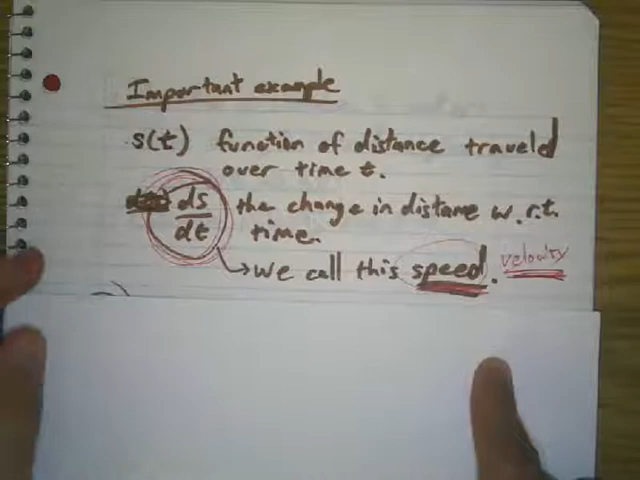 Important example
s(t) function of distance traveled
over time t.
ds/dt the change in distane w.r.t.
time.
→ we call this speed. velocity